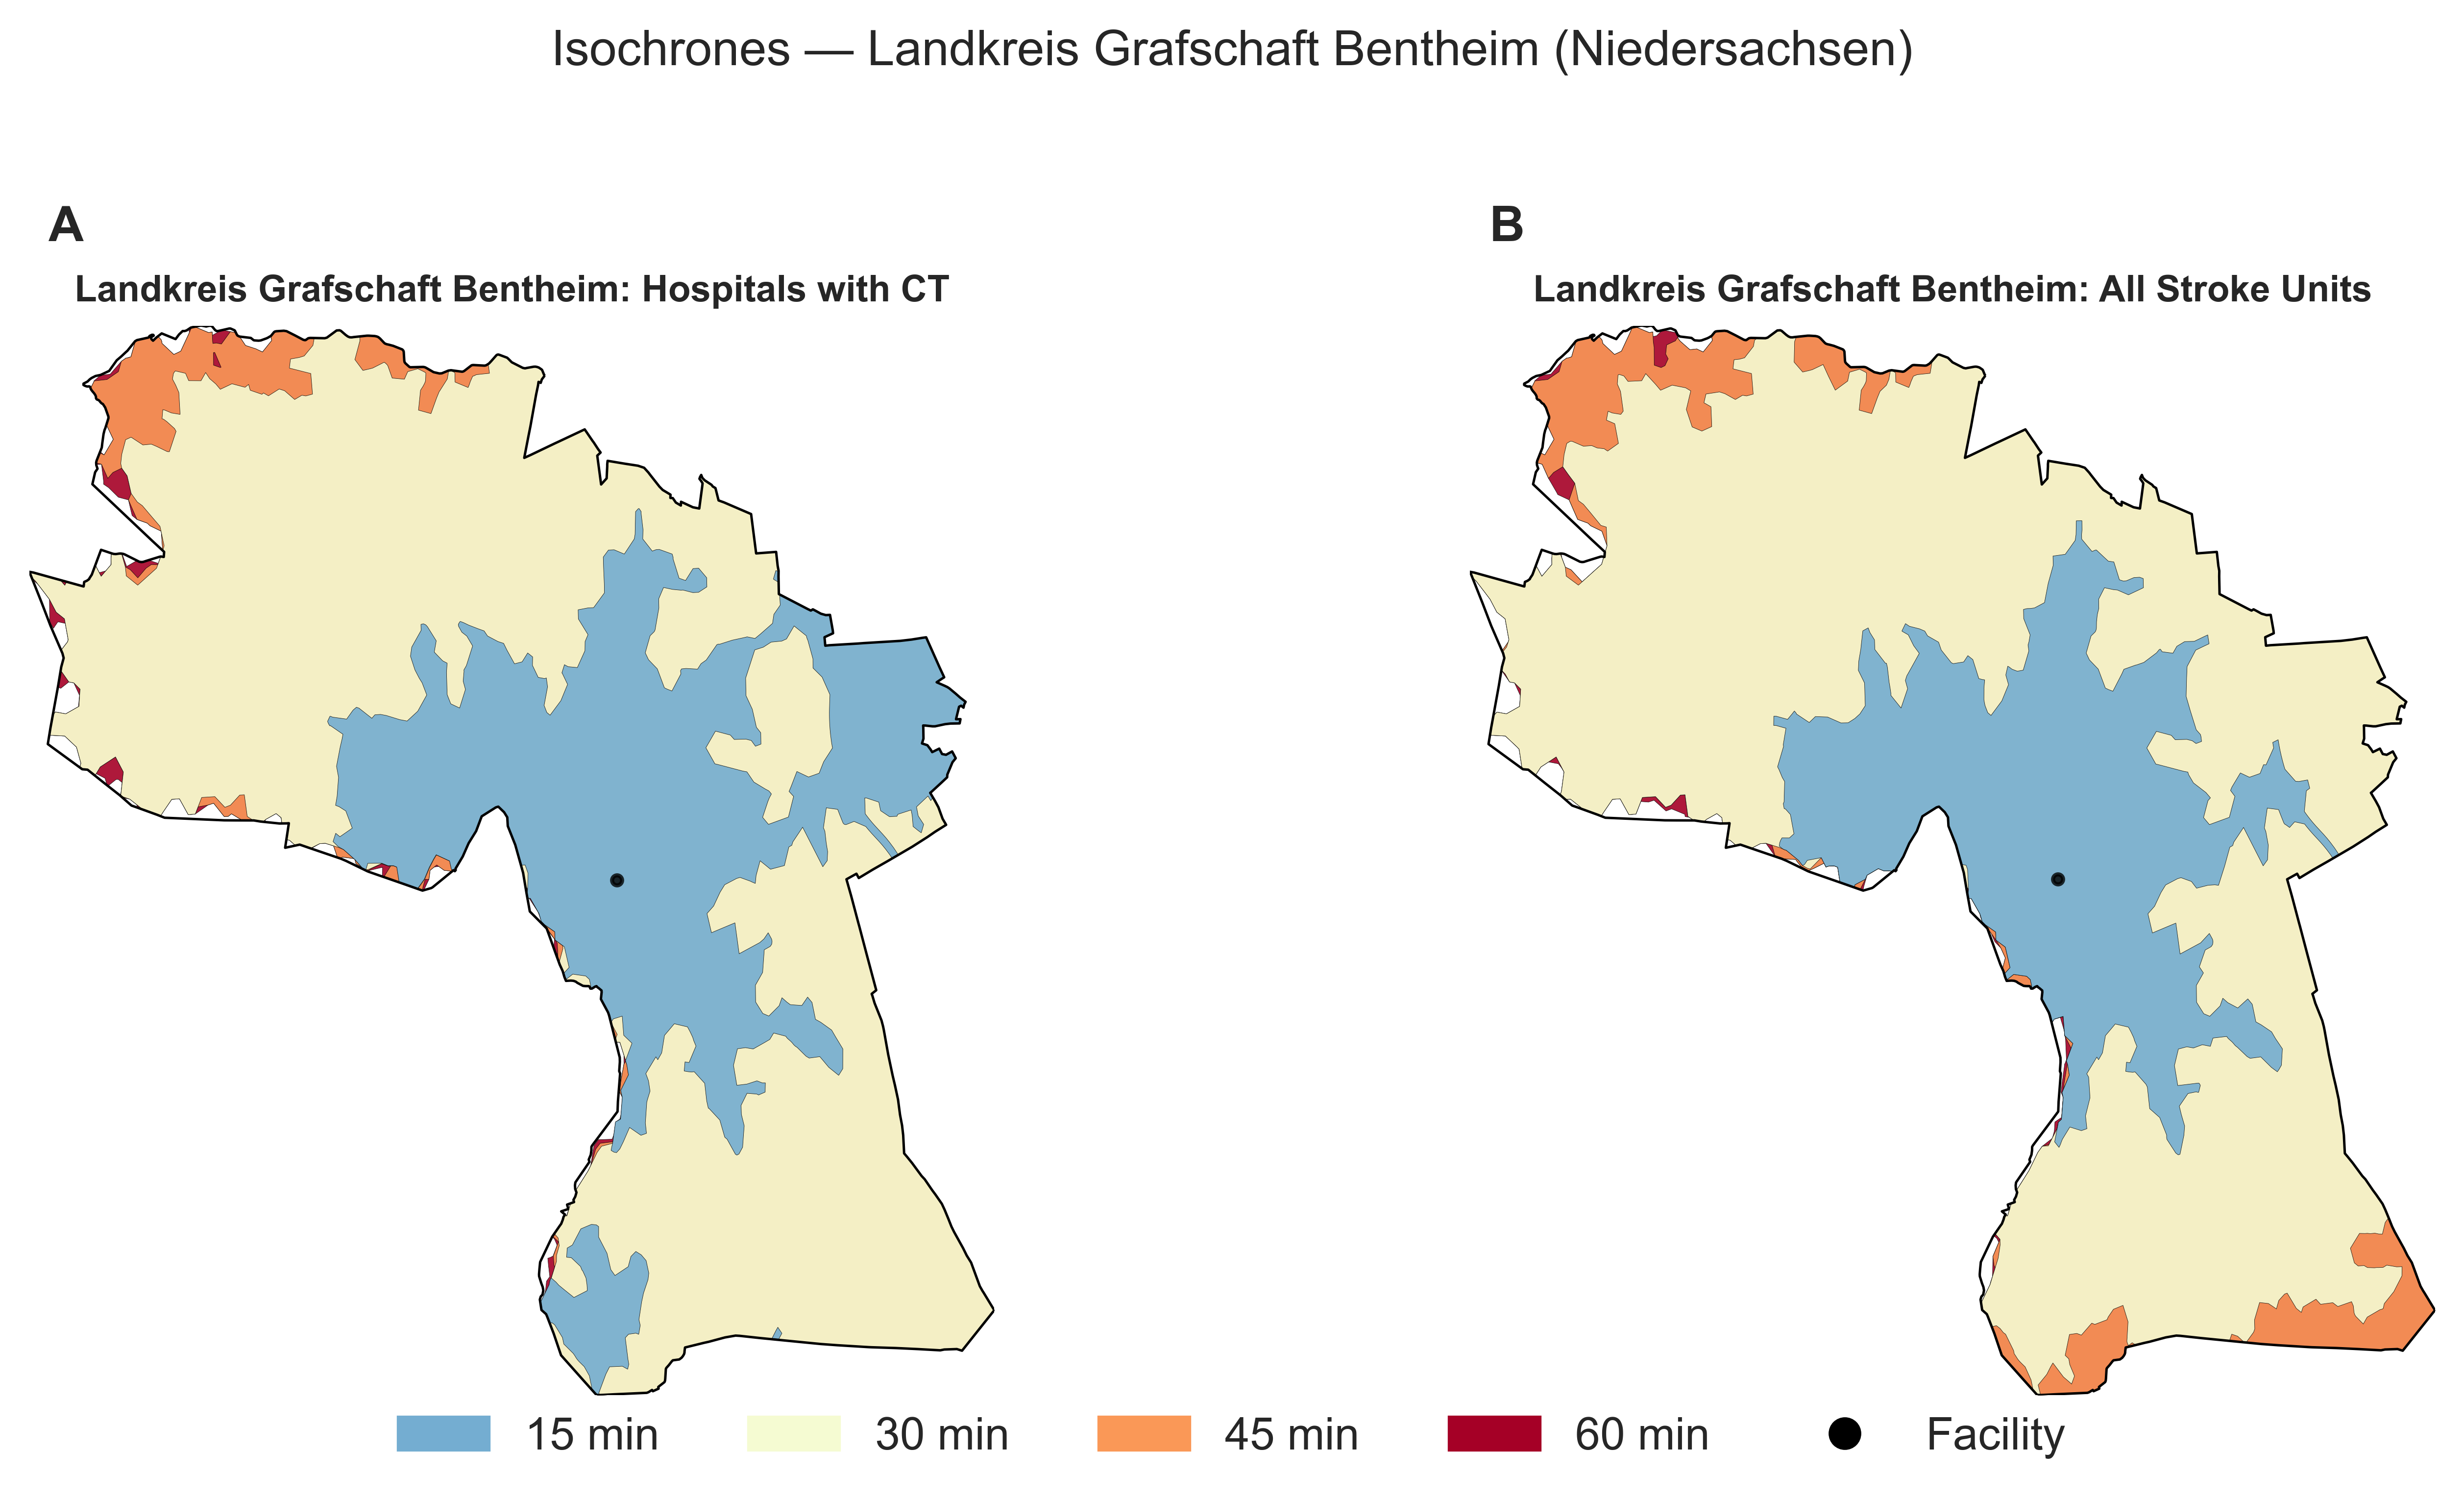 Isochrones — Landkreis Grafschaft Bentheim (Niedersachsen)
A
Landkreis Grafschaft Bentheim: Hospitals with CT
B
Landkreis Grafschaft Bentheim: All Stroke Units
15 min
30 min
45 min
60 min
Facility